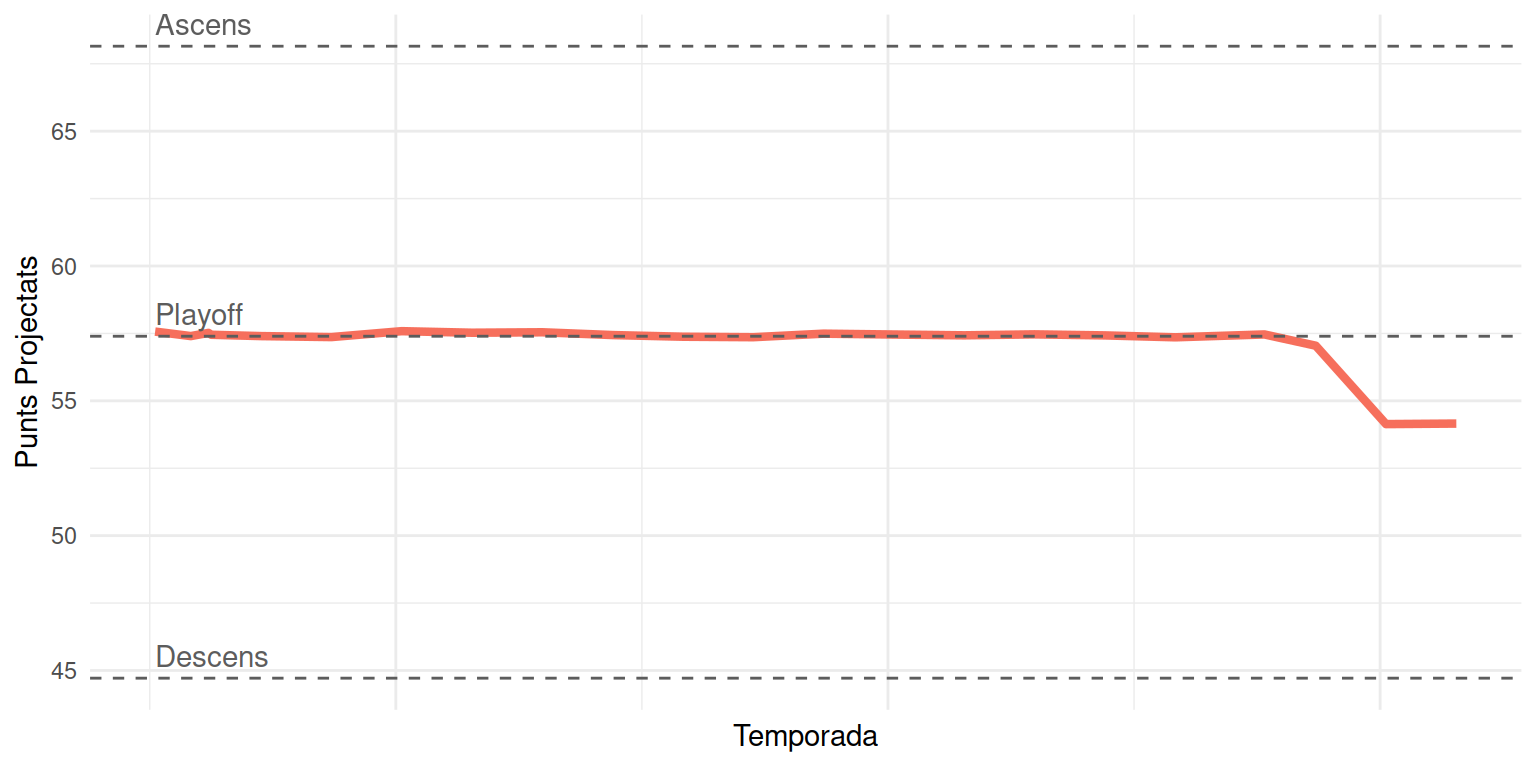 Ascens
65
60
Playoff
55
50
Descens
45
Punts Projectats
Temporada